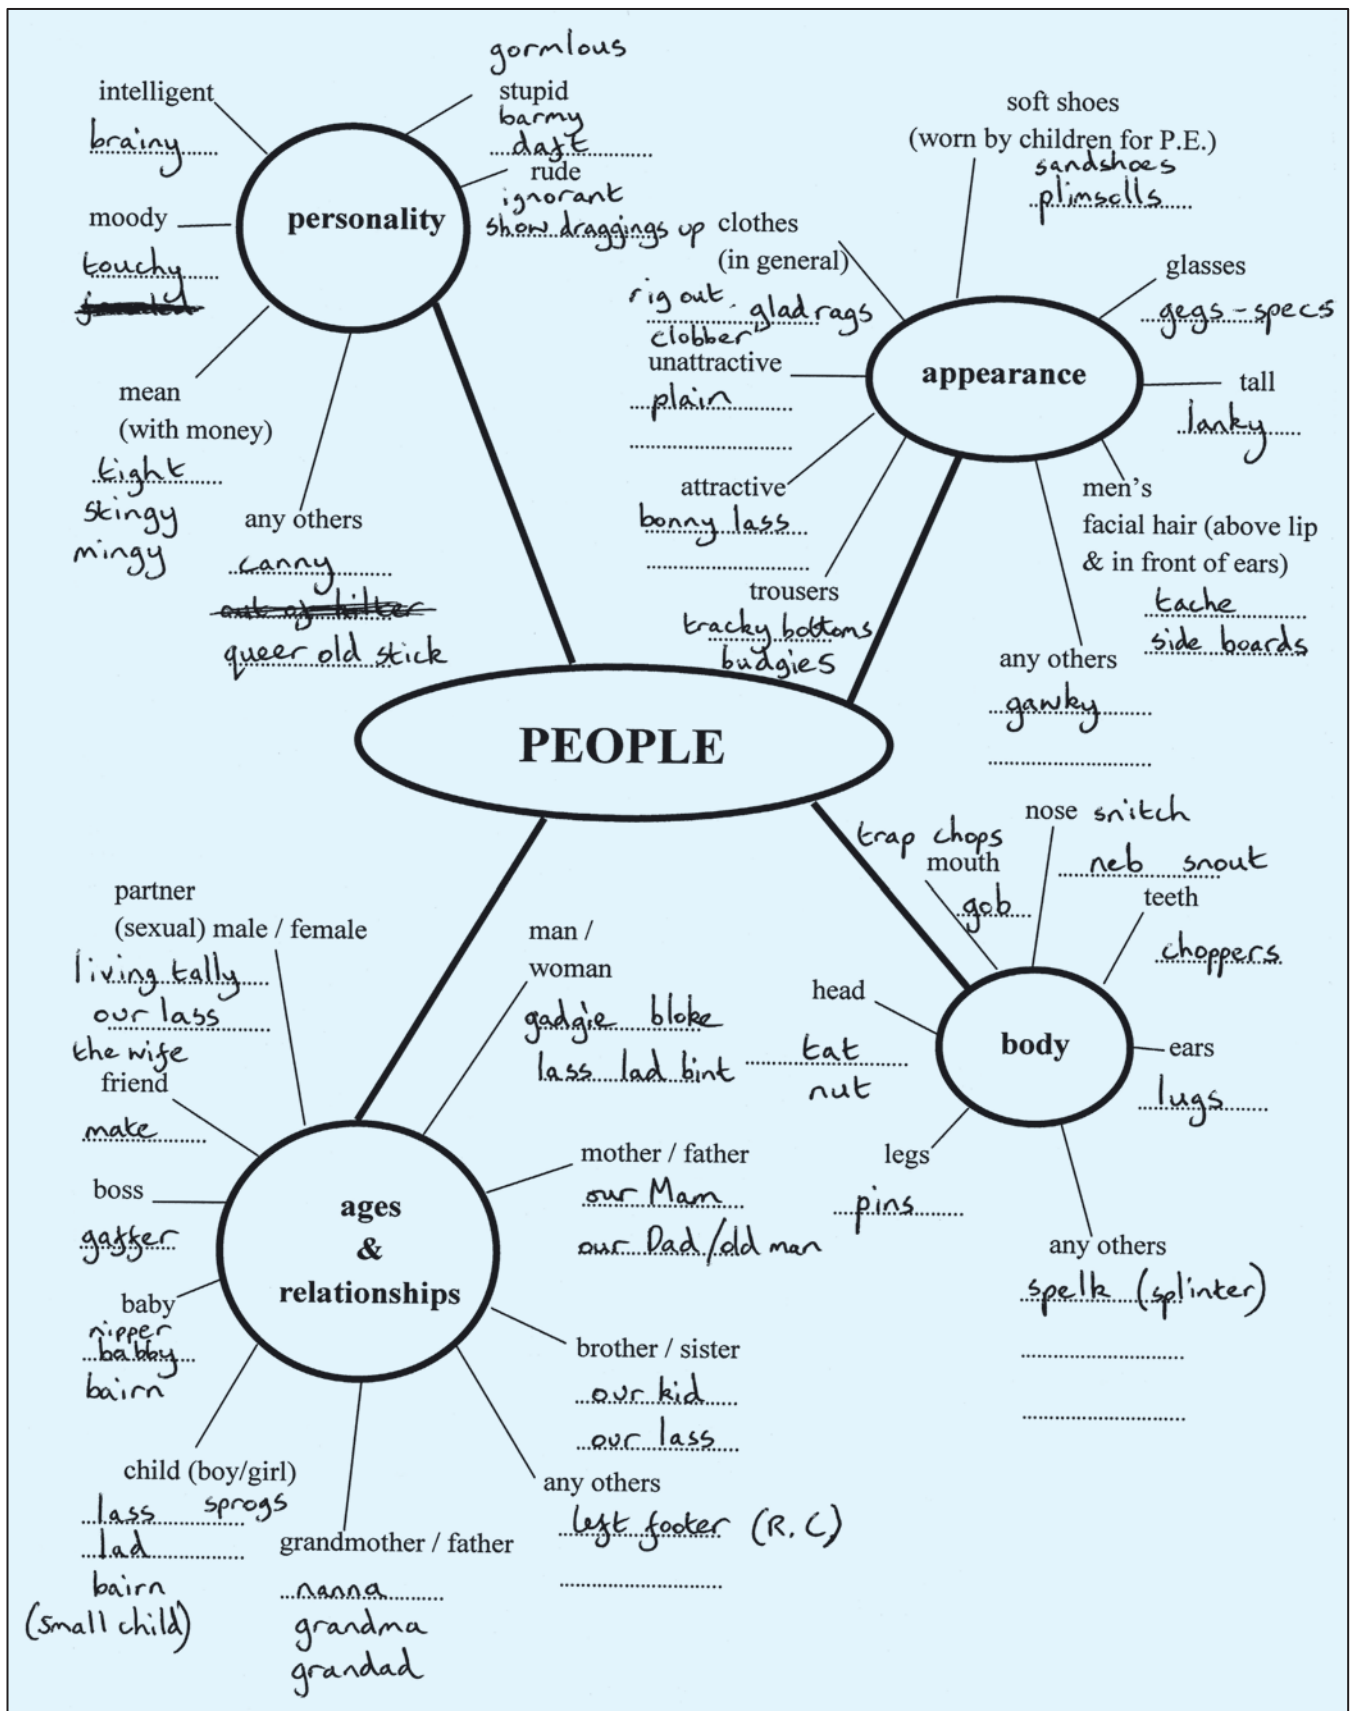 gormlous
intelligent
stupid
brainy
barmy
daft
rude
ignorant
show draggings up
moody
touchy
personality
mean
(with money)
tight
stingy
mingy
any others
canny
out of kilter
queer old stick
soft shoes
(worn by children for P.E.)
sandshoes
plimsolls
clothes
(in general)
rig out - glad rags
clobber
glasses
gegs - specs
unattractive
plain
appearance
tall
lanky
attractive
bonny lass
men's
facial hair (above lip
& in front of ears)
tache
side boards
trousers
tracky bottoms
budgies
any others
gawky
PEOPLE
nose snitch
neb snout
trap chops
mouth
gob
teeth
choppers
head
tat
nut
body
ears
lugs
legs
pins
any others
spelk (splinter)
partner
(sexual) male / female
living tally
our lass
the wife
man /
woman
gadgie bloke
lass lad bint
friend
mate
boss
gaffer
ages
&
relationships
mother / father
our Mam
our Dad/old man
baby
nipper
babby
bairn
brother / sister
our kid
our lass
child (boy/girl)
lass sprogs
lad
bairn
(small child)
grandmother / father
nanna
grandma
grandad
any others
left footer (R.C.)